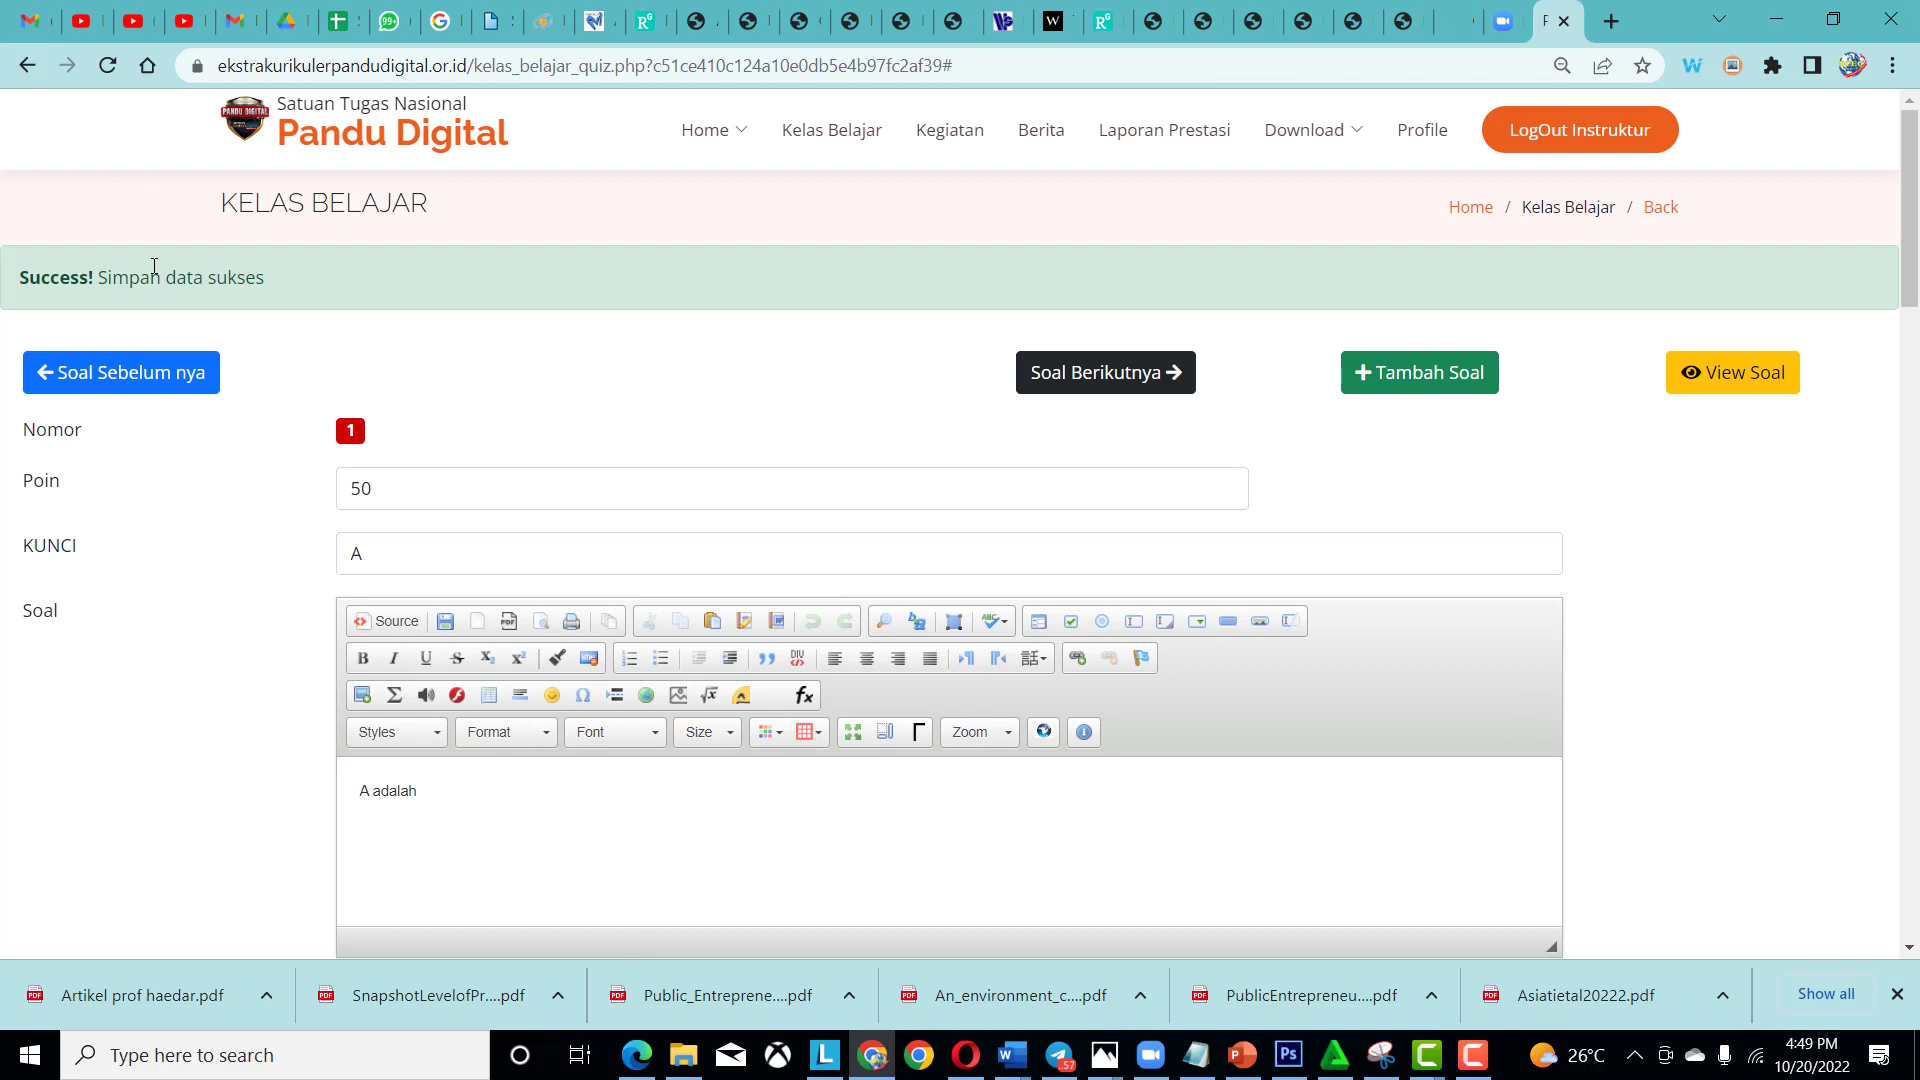 ekstrakurikulerpandudigital.or.id/kelas_belajar_quiz.php?c51ce410c124a10e0db5e4b97fc2af39#
PANDU DIGITAL
Satuan Tugas Nasional
Pandu Digital
Home
Kelas Belajar
Kegiatan
Berita
Laporan Prestasi
Download
Profile
LogOut Instruktur
KELAS BELAJAR
Home / Kelas Belajar / Back
Success! Simpan data sukses
Soal Sebelum nya
Soal Berikutnya
Tambah Soal
View Soal
Nomor
1
Poin
50
KUNCI
A
Soal
Source
Styles
Format
Font
Size
Zoom
A adalah
Artikel prof haedar.pdf
SnapshotLevelofPr....pdf
Public_Entreprene....pdf
An_environment_c....pdf
PublicEntrepreneu....pdf
Asiatietal20222.pdf
Show all
Type here to search
57
26°C
4:49 PM
10/20/2022